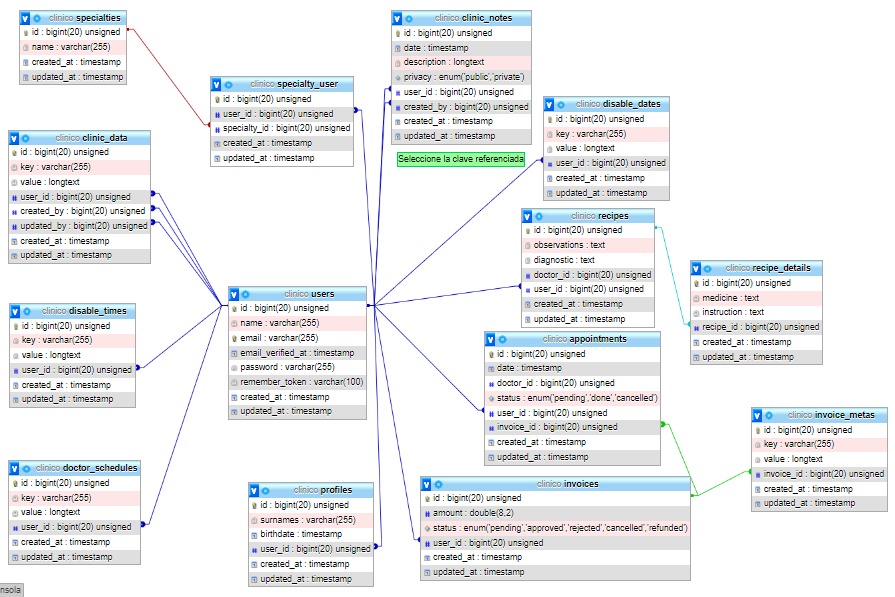 clinico specialties
id : bigint(20) unsigned
name : varchar(255)
created_at : timestamp
updated_at : timestamp
clinico specialty_user
id : bigint(20) unsigned
user_id : bigint(20) unsigned
specialty_id : bigint(20) unsigned
created_at : timestamp
updated_at : timestamp
clinico clinic_notes
id : bigint(20) unsigned
date : timestamp
description : longtext
privacy : enum('public','private')
user_id : bigint(20) unsigned
created_by : bigint(20) unsigned
created_at : timestamp
updated_at : timestamp
Seleccione la clave referenciada
clinico disable_dates
id : bigint(20) unsigned
key : varchar(255)
value : longtext
user_id : bigint(20) unsigned
created_at : timestamp
updated_at : timestamp
clinico clinic_data
id : bigint(20) unsigned
key : varchar(255)
value : longtext
user_id : bigint(20) unsigned
created_by : bigint(20) unsigned
updated_by : bigint(20) unsigned
created_at : timestamp
updated_at : timestamp
clinico recipes
id : bigint(20) unsigned
observations : text
diagnostic : text
doctor_id : bigint(20) unsigned
user_id : bigint(20) unsigned
created_at : timestamp
updated_at : timestamp
clinico recipe_details
id : bigint(20) unsigned
medicine : text
instruction : text
recipe_id : bigint(20) unsigned
created_at : timestamp
updated_at : timestamp
clinico disable_times
id : bigint(20) unsigned
key : varchar(255)
value : longtext
user_id : bigint(20) unsigned
created_at : timestamp
updated_at : timestamp
clinico users
id : bigint(20) unsigned
name : varchar(255)
email : varchar(255)
email_verified_at : timestamp
password : varchar(255)
remember_token : varchar(100)
created_at : timestamp
updated_at : timestamp
clinico appointments
id : bigint(20) unsigned
date : timestamp
doctor_id : bigint(20) unsigned
status : enum('pending','done','cancelled')
user_id : bigint(20) unsigned
invoice_id : bigint(20) unsigned
created_at : timestamp
updated_at : timestamp
clinico invoice_metas
id : bigint(20) unsigned
key : varchar(255)
value : longtext
invoice_id : bigint(20) unsigned
created_at : timestamp
updated_at : timestamp
clinico doctor_schedules
id : bigint(20) unsigned
key : varchar(255)
value : longtext
user_id : bigint(20) unsigned
created_at : timestamp
updated_at : timestamp
clinico profiles
id : bigint(20) unsigned
surnames : varchar(255)
birthdate : timestamp
user_id : bigint(20) unsigned
created_at : timestamp
updated_at : timestamp
clinico invoices
id : bigint(20) unsigned
amount : double(8,2)
status : enum('pending','approved','rejected','cancelled','refunded')
user_id : bigint(20) unsigned
created_at : timestamp
updated_at : timestamp
nsola